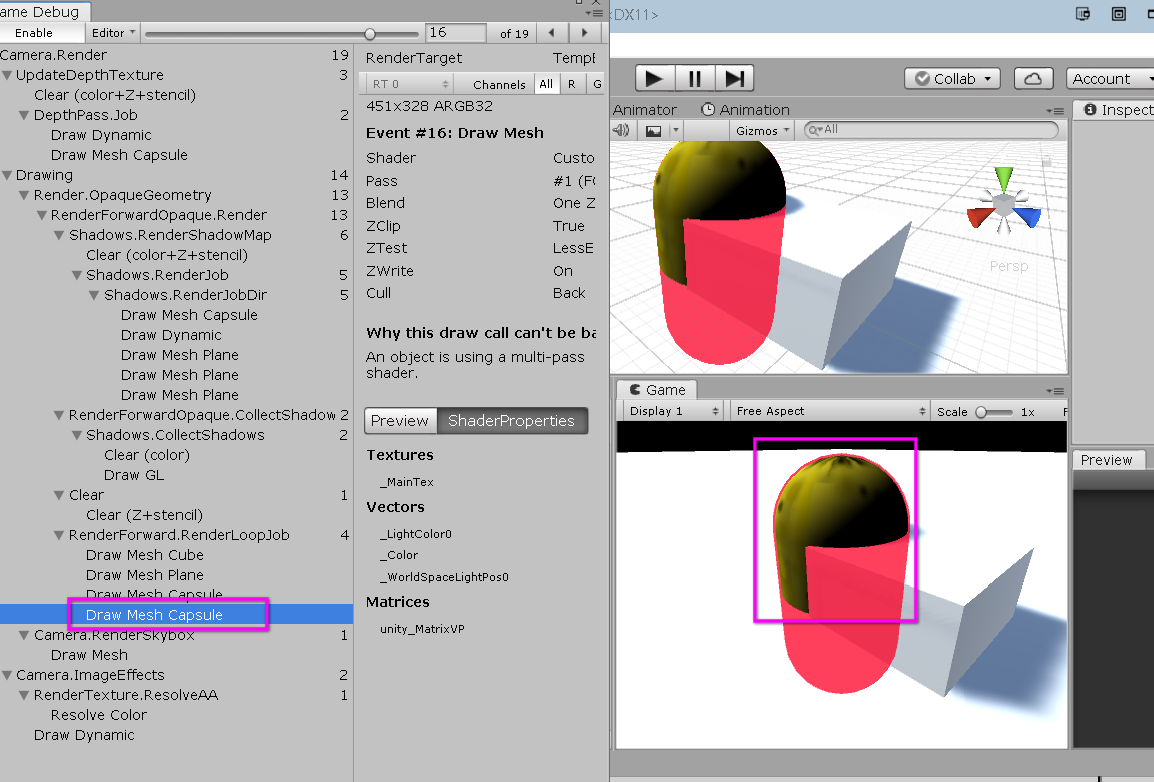 ame Debug
Enable
Editor
16
of 19
Camera.Render 19
UpdateDepthTexture 3
Clear (color+Z+stencil)
DepthPass.Job 2
Draw Dynamic
Draw Mesh Capsule
Drawing 14
Render.OpaqueGeometry 13
RenderForwardOpaque.Render 13
Shadows.RenderShadowMap 6
Clear (color+Z+stencil)
Shadows.RenderJob 5
Shadows.RenderJobDir 5
Draw Mesh Capsule
Draw Dynamic
Draw Mesh Plane
Draw Mesh Plane
Draw Mesh Plane
RenderForwardOpaque.CollectShadow 2
Shadows.CollectShadows 2
Clear (color)
Draw GL
Clear 1
Clear (Z+stencil)
RenderForward.RenderLoopJob 4
Draw Mesh Cube
Draw Mesh Plane
Draw Mesh Capsule
Draw Mesh Capsule
Camera.RenderSkybox 1
Draw Mesh
Camera.ImageEffects 2
RenderTexture.ResolveAA 1
Resolve Color
Draw Dynamic
RenderTarget Temp
RT 0 Channels All R G
451x328 ARGB32
Event #16: Draw Mesh
Shader Custo
Pass #1 (F
Blend One Z
ZClip True
ZTest LessE
ZWrite On
Cull Back
Why this draw call can't be ba
An object is using a multi-pass
shader.
Preview ShaderProperties
Textures
_MainTex
Vectors
_LightColor0
_Color
_WorldSpaceLightPos0
Matrices
unity_MatrixVP
<DX11>
Collab
Account
Animator
Animation
Inspect
Gizmos
All
Persp
Game
Display 1
Free Aspect
Scale 1x
Preview